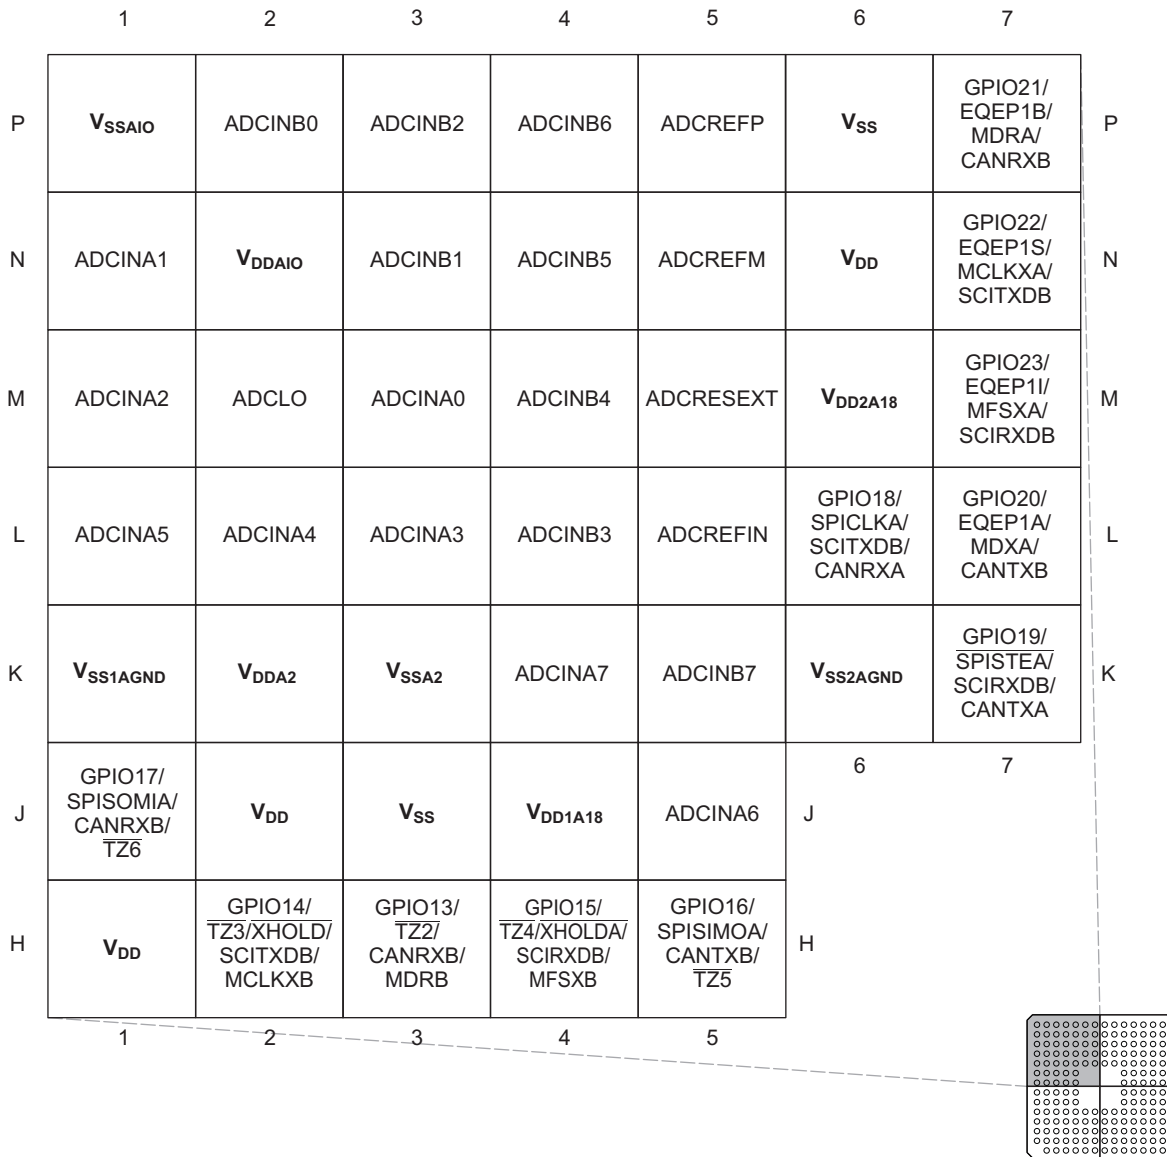 1 2 3 4 5 6 7
P VSSAIO ADCINB0 ADCINB2 ADCINB6 ADCREFP VSS GPIO21/ EQEP1B/ MDRA/ CANRXB P
N ADCINA1 VDDAIO ADCINB1 ADCINB5 ADCREFM VDD GPIO22/ EQEP1S/ MCLKXA/ SCITXDB N
M ADCINA2 ADCLO ADCINA0 ADCINB4 ADCRESEXT VDD2A18 GPIO23/ EQEP1I/ MFSXA/ SCIRXDB M
L ADCINA5 ADCINA4 ADCINA3 ADCINB3 ADCREFIN GPIO18/ SPICLKA/ SCITXDB/ CANRXA GPIO20/ EQEP1A/ MDXA/ CANTXB L
K VSS1AGND VDDA2 VSSA2 ADCINA7 ADCINB7 VSS2AGND GPIO19/ SPISTEA/ SCIRXDB/ CANTXA K
6 7
J GPIO17/ SPISOMIA/ CANRXB/ TZ6 VDD VSS VDD1A18 ADCINA6 J
H VDD GPIO14/ TZ3/XHOLD/ SCITXDB/ MCLKXB GPIO13/ TZ2/ CANRXB/ MDRB GPIO15/ TZ4/XHOLDA/ SCIRXDB/ MFSXB GPIO16/ SPISIMOA/ CANTXB/ TZ5 H
1 2 3 4 5